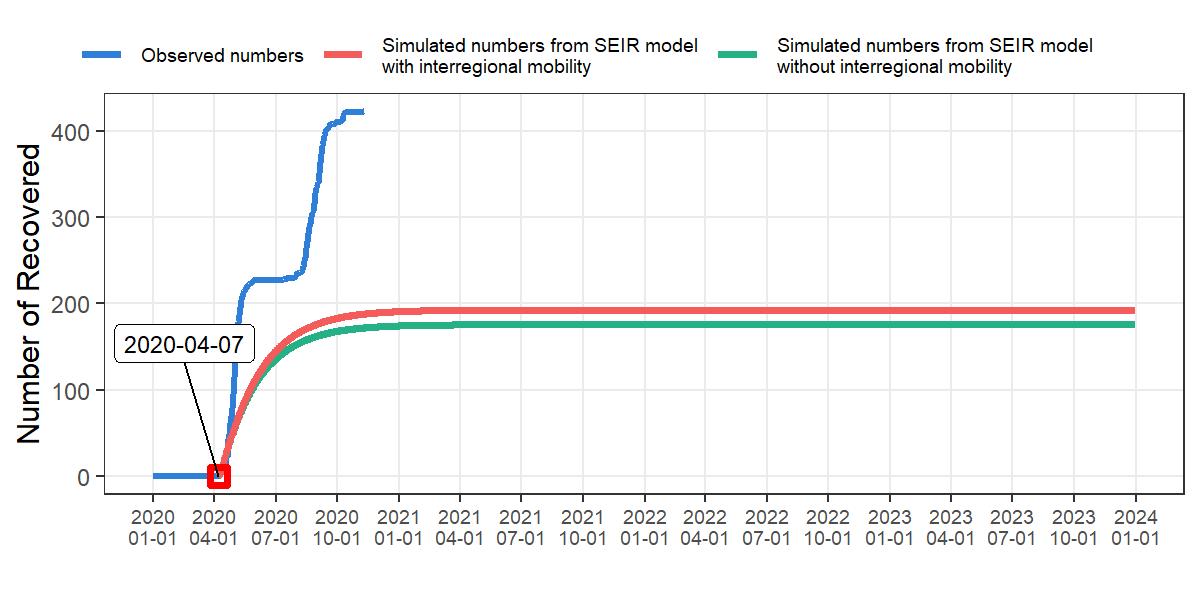 Observed numbers
Simulated numbers from SEIR model
with interregional mobility
Simulated numbers from SEIR model
without interregional mobility
Number of Recovered
400
300
200
100
0
2020-04-07
2020 2020 2020 2020 2021 2021 2021 2021 2022 2022 2022 2022 2023 2023 2023 2023 2024
01-01 04-01 07-01 10-01 01-01 04-01 07-01 10-01 01-01 04-01 07-01 10-01 01-01 04-01 07-01 10-01 01-01